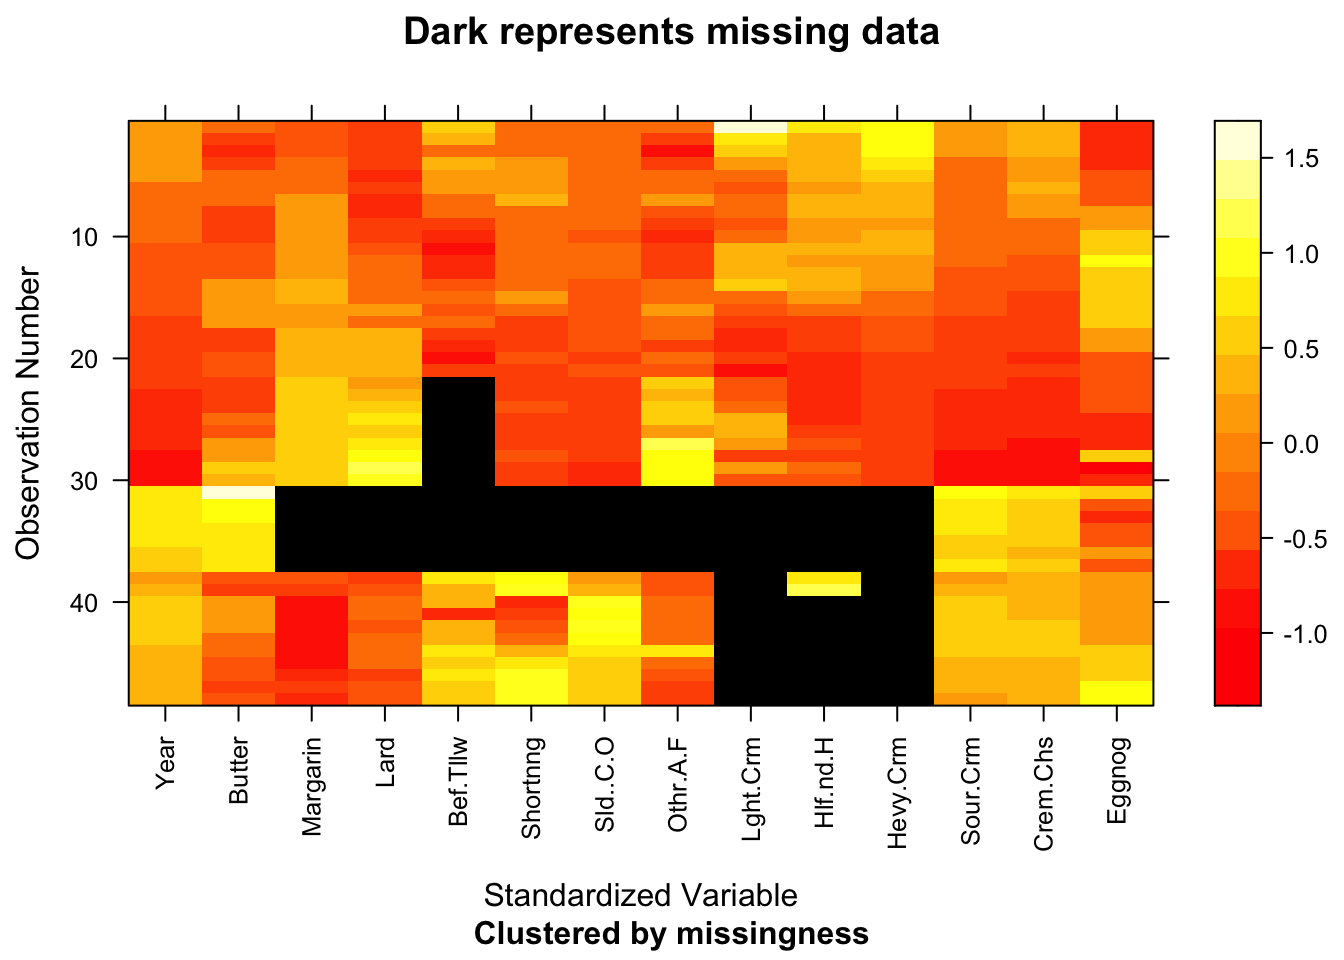 Dark represents missing data
Observation Number
10
20
30
40
Year
Butter
Margarin
Lard
Bef.Tllw
Shortnng
Sld..C.O
Othr.A.F
Lght.Crm
Hlf.nd.H
Hevy.Crm
Sour.Crm
Crem.Chs
Eggnog
1.5
1.0
0.5
0.0
-0.5
-1.0
Standardized Variable
Clustered by missingness